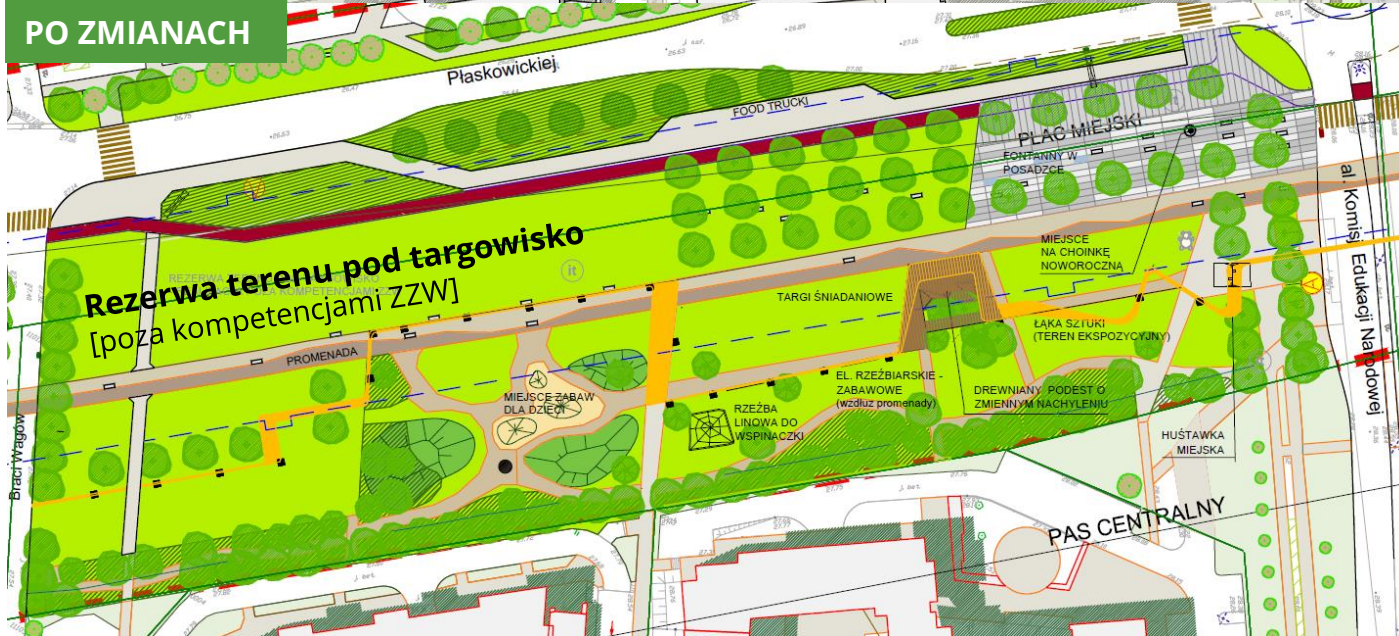 PO ZMIANACH
Płaskowickiej
FOOD TRUCKI
PLAC MIEJSKI
FONTANNY W
POSADZCE
al. Komisji Edukacji Narodowej
Rezerwa terenu pod targowisko
[poza kompetencjami ZZW]
it
MIEJSCE
NA CHOINKĘ
NOWOROCZNĄ
TARGI ŚNIADANIOWE
PROMENADA
ŁĄKA SZTUKI
(TEREN EKSPOZYCYJNY)
MIEJSCE ZABAW
DLA DZIECI
EL. RZEŹBIARSKIE -
ZABAWOWE
(wzdłuż promenady)
DREWNIANY PODEST O
ZMIENNYM NACHYLENIU
RZEŹBA
LINOWA DO
WSPINACZKI
HUŚTAWKA
MIEJSKA
Braci Wagów
PAS CENTRALNY